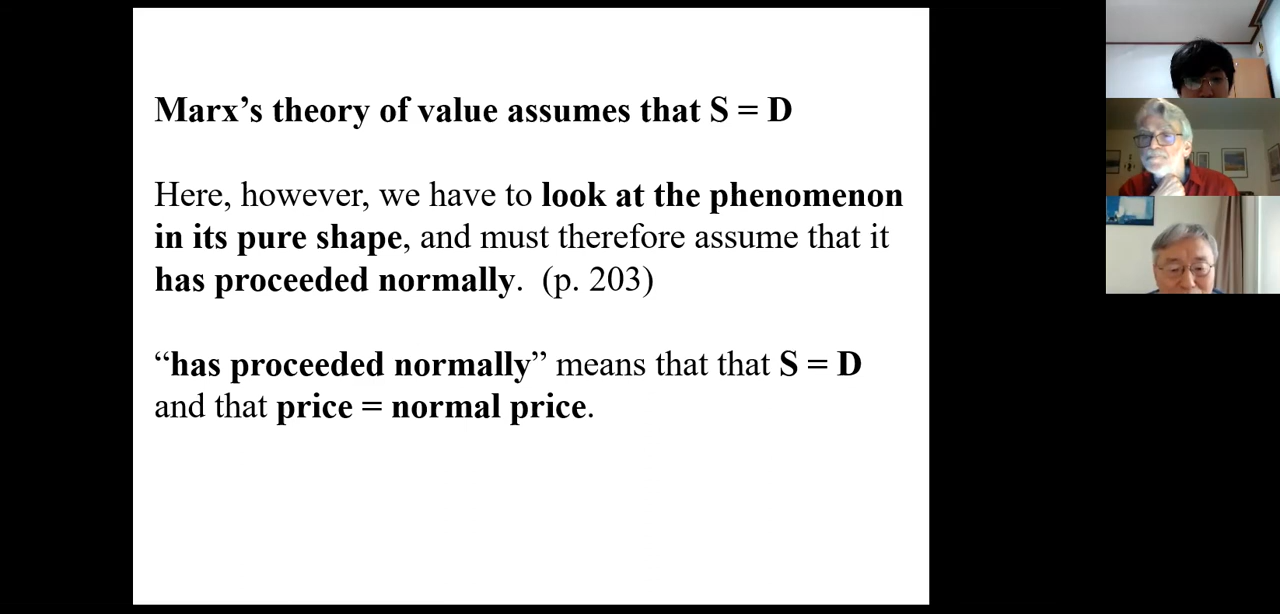 Marx’s theory of value assumes that S = D
Here, however, we have to look at the phenomenon
in its pure shape, and must therefore assume that it
has proceeded normally.  (p. 203)
“has proceeded normally” means that that S = D
and that price = normal price.